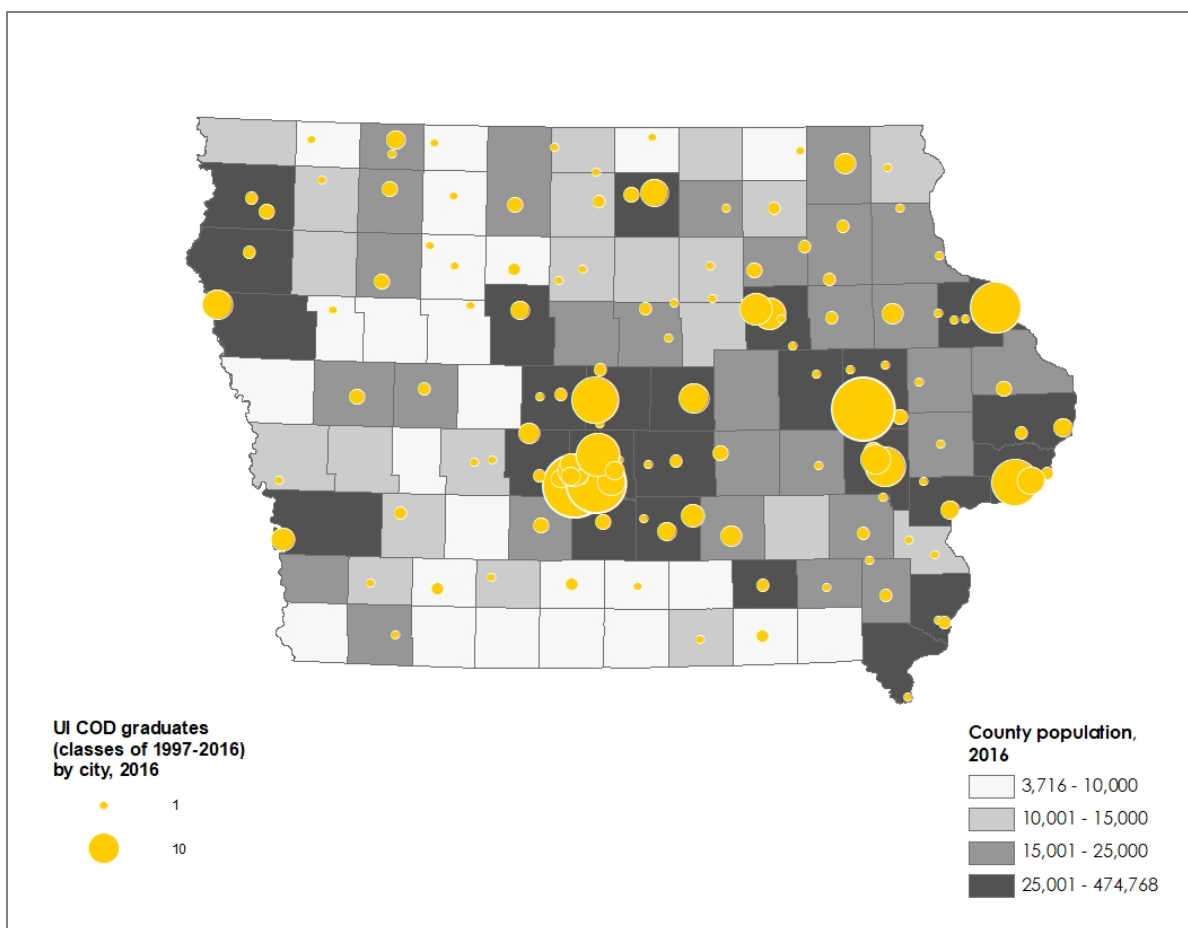 UI COD graduates
(classes of 1997-2016)
by city, 2016
1
10
County population,
2016
3,716 - 10,000
10,001 - 15,000
15,001 - 25,000
25,001 - 474,768